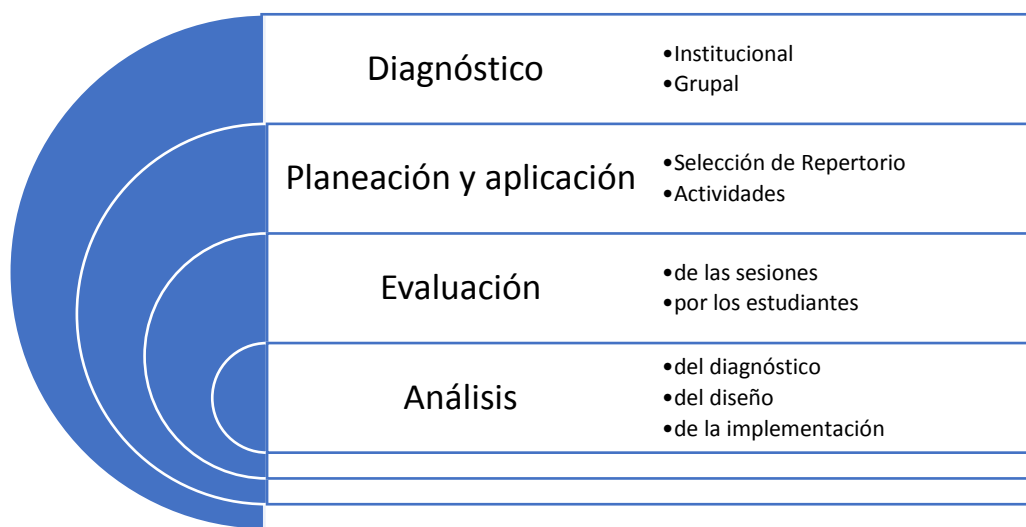 Diagnóstico
•Institucional
•Grupal
Planeación y aplicación
•Selección de Repertorio
•Actividades
Evaluación
•de las sesiones
•por los estudiantes
Análisis
•del diagnóstico
•del diseño
•de la implementación